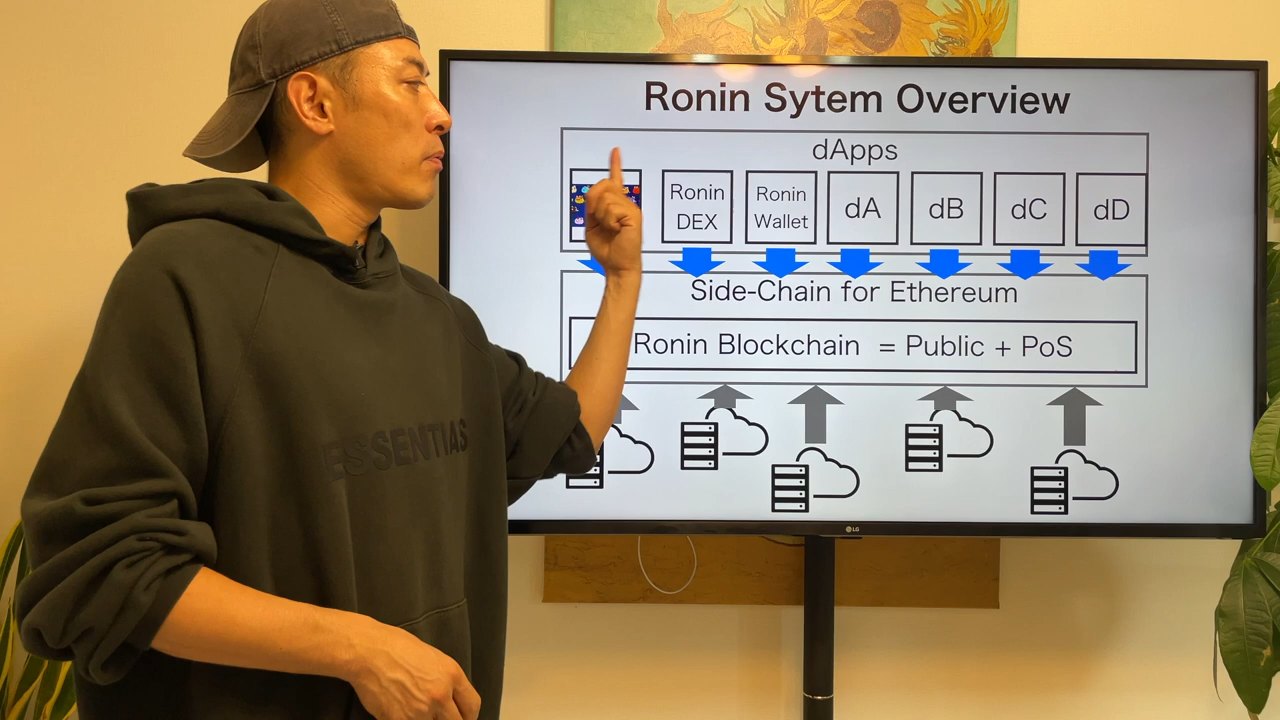 Ronin Sytem Overview
dApps
Ronin
DEX
Ronin
Wallet
dA
dB
dC
dD
Side-Chain for Ethereum
Ronin Blockchain = Public + PoS
ESSENTIAS
LG